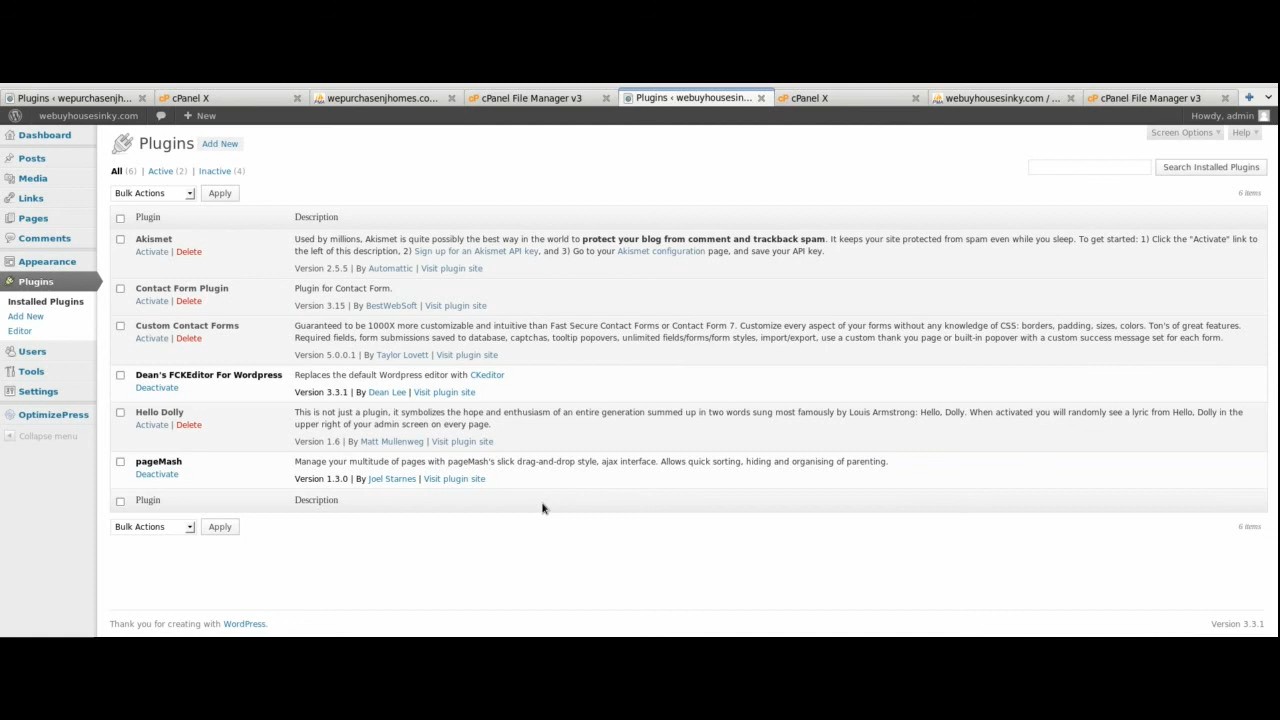 Plugins ‹ wepurchasenjh... cPanel X wepurchasenjhomes.co... cPanel File Manager v3 Plugins ‹ webuyhousesin... cPanel X webuyhousesinky.com / ... cPanel File Manager v3
webuyhousesinky.com + New Howdy, admin
Dashboard
Posts
Media
Links
Pages
Comments
Appearance
Plugins
Installed Plugins
Add New
Editor
Users
Tools
Settings
OptimizePress
Collapse menu
Screen Options Help
Plugins Add New
All (6) | Active (2) | Inactive (4)
Search Installed Plugins
Bulk Actions Apply
6 items
Plugin Description
Akismet
Activate | Delete
Used by millions, Akismet is quite possibly the best way in the world to protect your blog from comment and trackback spam. It keeps your site protected from spam even while you sleep. To get started: 1) Click the "Activate" link to
the left of this description, 2) Sign up for an Akismet API key, and 3) Go to your Akismet configuration page, and save your API key.
Version 2.5.5 | By Automattic | Visit plugin site
Contact Form Plugin
Activate | Delete
Plugin for Contact Form.
Version 3.15 | By BestWebSoft | Visit plugin site
Custom Contact Forms
Activate | Delete
Guaranteed to be 1000X more customizable and intuitive than Fast Secure Contact Forms or Contact Form 7. Customize every aspect of your forms without any knowledge of CSS: borders, padding, sizes, colors. Ton's of great features.
Required fields, form submissions saved to database, captchas, tooltip popovers, unlimited fields/forms/form styles, import/export, use a custom thank you page or built-in popover with a custom success message set for each form.
Version 5.0.0.1 | By Taylor Lovett | Visit plugin site
Dean's FCKEditor For Wordpress
Deactivate
Replaces the default Wordpress editor with CKeditor
Version 3.3.1 | By Dean Lee | Visit plugin site
Hello Dolly
Activate | Delete
This is not just a plugin, it symbolizes the hope and enthusiasm of an entire generation summed up in two words sung most famously by Louis Armstrong: Hello, Dolly. When activated you will randomly see a lyric from Hello, Dolly in the
upper right of your admin screen on every page.
Version 1.6 | By Matt Mullenweg | Visit plugin site
pageMash
Deactivate
Manage your multitude of pages with pageMash's slick drag-and-drop style, ajax interface. Allows quick sorting, hiding and organising of parenting.
Version 1.3.0 | By Joel Starnes | Visit plugin site
Plugin Description
Bulk Actions Apply
6 items
Thank you for creating with WordPress.
Version 3.3.1